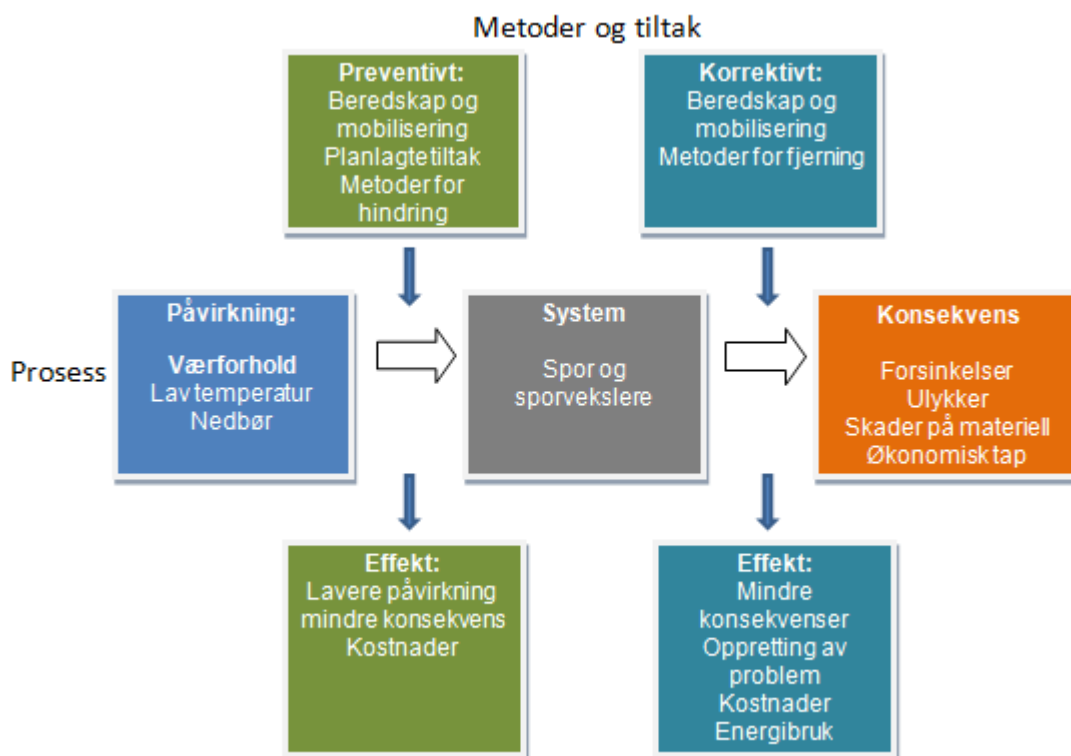 Metoder og tiltak
Preventivt:
Beredskap og
mobilisering
Planlagte tiltak
Metoder for
hindring
Korrektivt:
Beredskap og
mobilisering
Metoder for fjerning
Prosess
Påvirkning:
Værforhold
Lav temperatur
Nedbør
System
Spor og
sporvekslere
Konsekvens
Forsinkelser
Ulykker
Skader på materiell
Økonomisk tap
Effekt:
Lavere påvirkning
mindre konsekvens
Kostnader
Effekt:
Mindre
konsekvenser
Oppretting av
problem
Kostnader
Energibruk